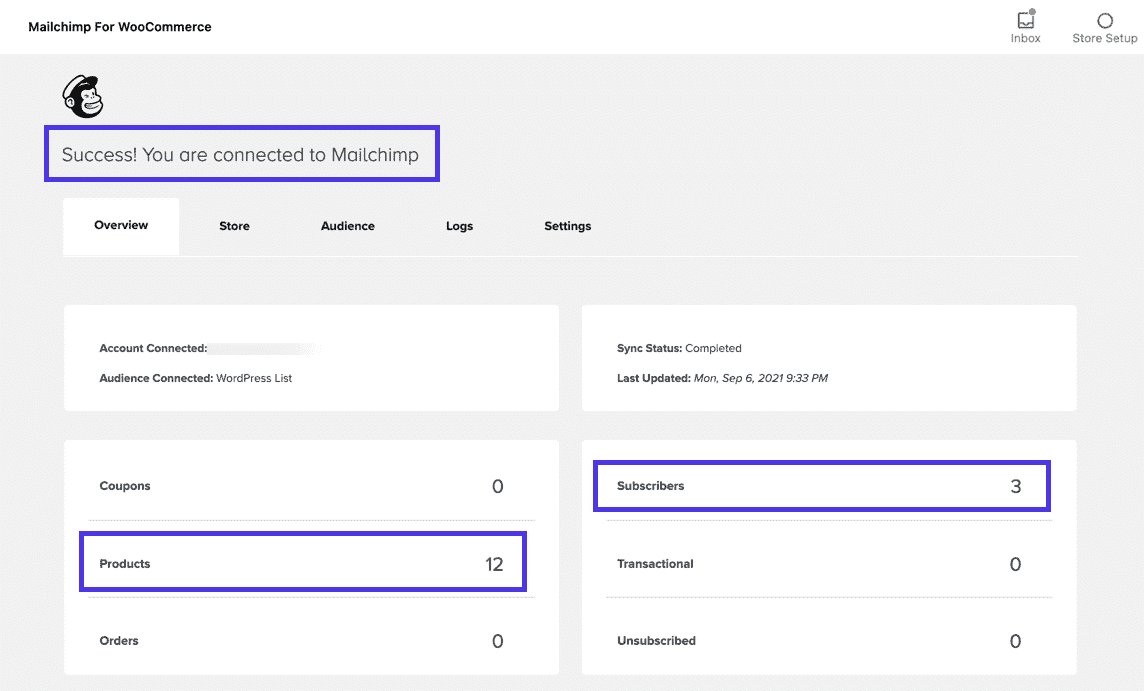 Mailchimp For WooCommerce
Inbox
Store Setup
Success! You are connected to Mailchimp
Overview
Store
Audience
Logs
Settings
Account Connected:
Audience Connected: WordPress List
Sync Status: Completed
Last Updated: Mon, Sep 6, 2021 9:33 PM
Coupons 0
Products 12
Orders 0
Subscribers 3
Transactional 0
Unsubscribed 0